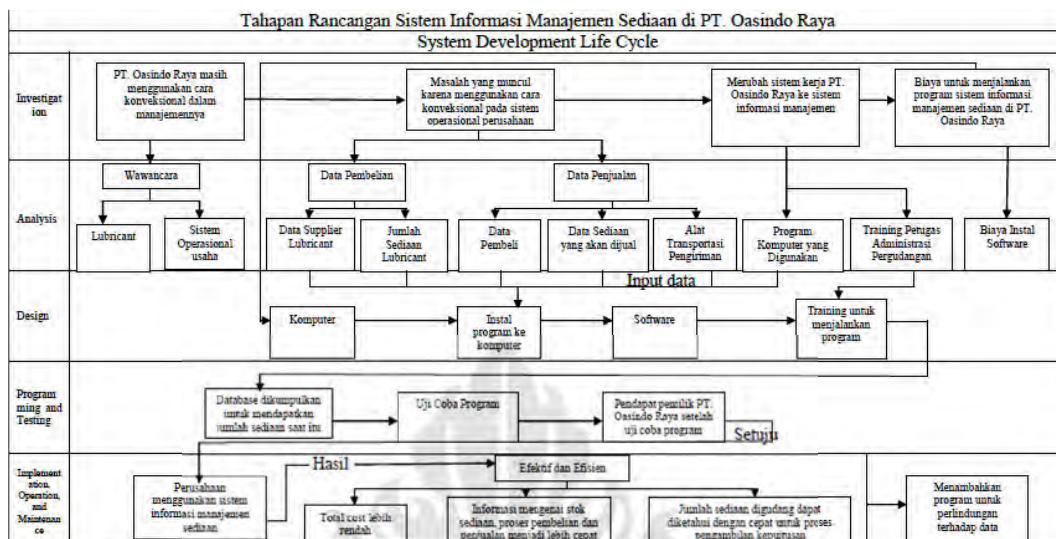 Tahapan Rancangan Sistem Informasi Manajemen Sediaan di PT. Oasindo Raya
System Development Life Cycle
Investigat
ion
PT. Oasindo Raya masih
menggunakan cara
konveksional dalam
manajemennya
Masalah yang muncul
karena menggunakan cara
konveksional pada sistem
operasional perusahaan
Merubah sistem kerja PT.
Oasindo Raya ke sistem
informasi manajemen
Biaya untuk menjalankan
program sistem informasi
manajemen sediaan di PT.
Oasindo Raya
Analysis
Wawancara
Data Pembelian
Data Penjualan
Lubricant
Sistem
Operasional
usaha
Data Supplier
Lubricant
Jumlah
Sediaan
Lubricant
Data
Pembeli
Data Sediaan
yang akan dijual
Alat
Transportasi
Pengiriman
Program
Komputer yang
Digunakan
Training Petugas
Administrasi
Pergudangan
Biaya Instal
Software
Input data
Design
Komputer
Instal
program ke
komputer
Software
Training untuk
menjalankan
program
Program
ming and
Testing
Database dikumpulkan
untuk mendapatkan
jumlah sediaan saat itu
Uji Coba Program
Pendapat pemilik PT.
Oasindo Raya setelah
uji coba program
Setuju
Implement
ation,
Operation,
and
Maintenan
ce
Perusahaan
menggunakan sistem
informasi manajemen
sediaan
Hasil
Efektif dan Efisien
Total cost lebih
rendah
Informasi mengenai stok
sediaan, proses pembelian dan
penjualan menjadi lebih cepat
Jumlah sediaan digudang dapat
diketahui dengan cepat untuk proses
pengambilan keputusan
Menambahkan
program untuk
perlindungan
terhadap data